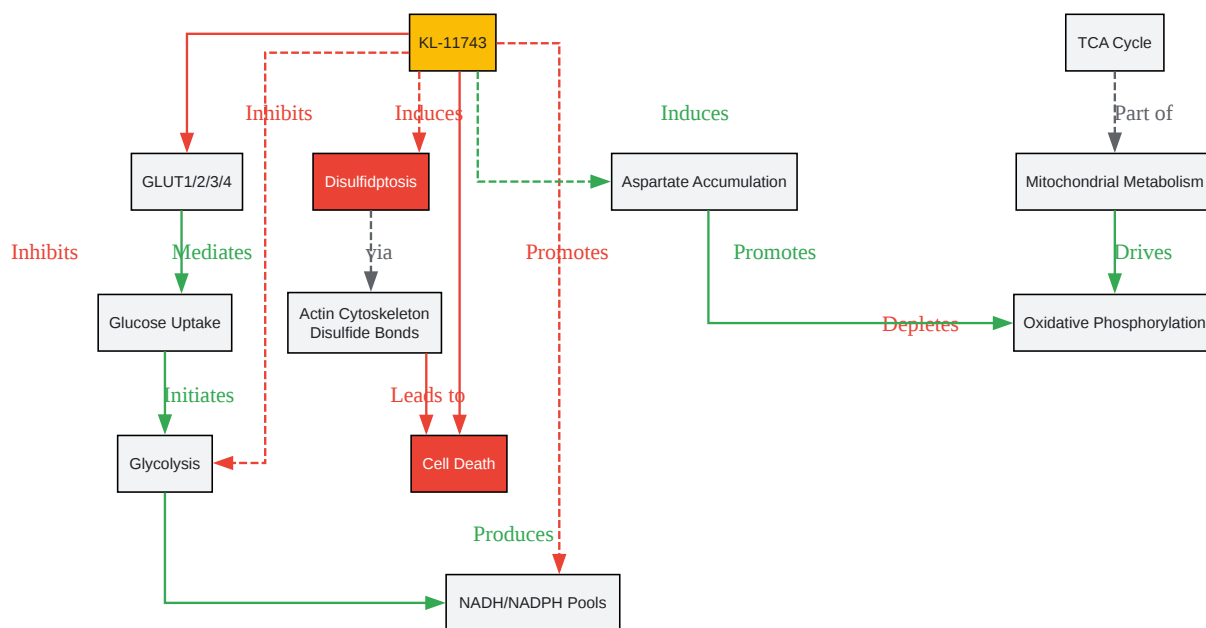 KL-11743
TCA Cycle
Inhibits
Induces
Induces
Part of
GLUT1/2/3/4
Disulfidptosis
Aspartate Accumulation
Mitochondrial Metabolism
Inhibits
Mediates
via
Promotes
Promotes
Drives
Glucose Uptake
Actin Cytoskeleton
Disulfide Bonds
Depletes
Oxidative Phosphorylation
Initiates
Leads to
Glycolysis
Cell Death
Produces
NADH/NADPH Pools